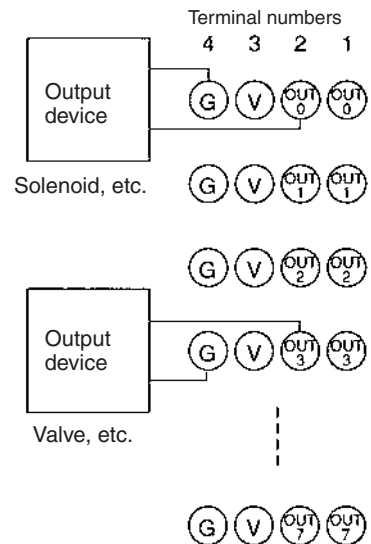 Terminal numbers
4 3 2 1
Output device
G V OUT 0 OUT 0
Solenoid, etc.
G V OUT 1 OUT 1
G V OUT 2 OUT 2
Output device
G V OUT 3 OUT 3
Valve, etc.
G V OUT 7 OUT 7